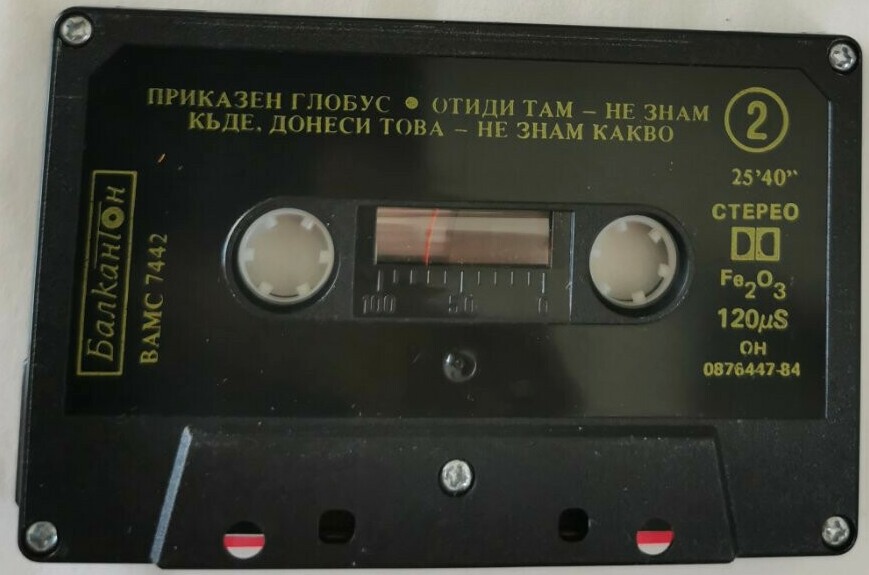 ПРИКАЗЕН ГЛОБУС • ОТИДИ ТАМ – НЕ ЗНАМ
КЪДЕ, ДОНЕСИ ТОВА – НЕ ЗНАМ КАКВО
2
25'40"
СТЕРЕО
Fe2O3
120µS
ОН
0876447-84
БалканТон
ВАМС 7442
100 50 0